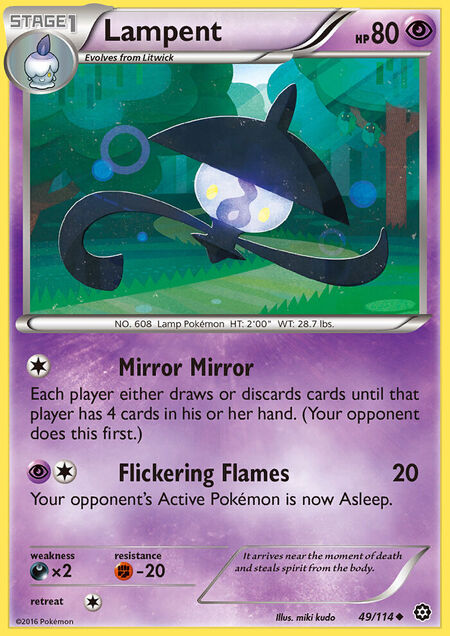 STAGE1
Lampent
HP80
Evolves from Litwick
NO. 608 Lamp Pokémon HT: 2'00" WT: 28.7 lbs.
Mirror Mirror
Each player either draws or discards cards until that
player has 4 cards in his or her hand. (Your opponent
does this first.)
Flickering Flames 20
Your opponent's Active Pokémon is now Asleep.
weakness resistance
×2 -20
It arrives near the moment of death
and steals spirit from the body.
retreat
©2016 Pokémon
Illus. miki kudo 49/114